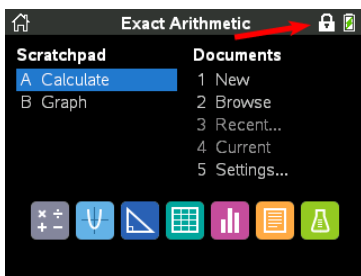 Exact Arithmetic
Scratchpad
A Calculate
B Graph
Documents
1 New
2 Browse
3 Recent...
4 Current
5 Settings...